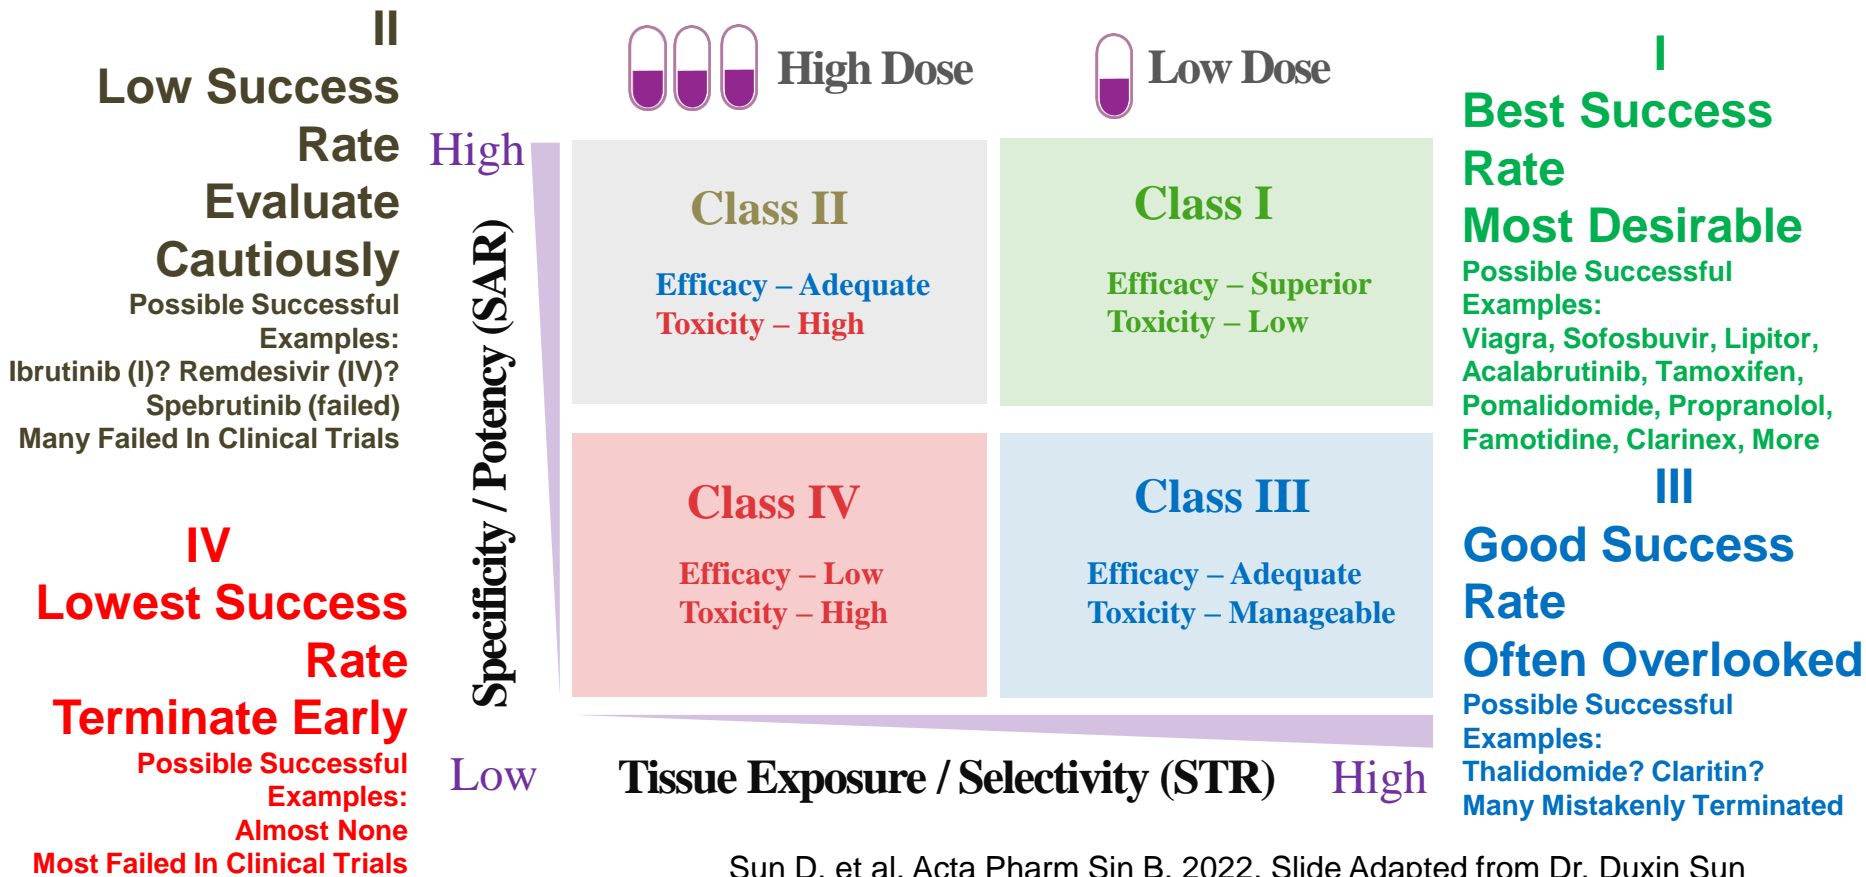 II
Low Success
Rate
Evaluate
Cautiously
Possible Successful
Examples:
Ibrutinib (I)? Remdesivir (IV)?
Spebrutinib (failed)
Many Failed In Clinical Trials
IV
Lowest Success
Rate
Terminate Early
Possible Successful
Examples:
Almost None
Most Failed In Clinical Trials
High Dose
Low Dose
High
Specificity / Potency (SAR)
Class II
Efficacy – Adequate
Toxicity – High
Class I
Efficacy – Superior
Toxicity – Low
Class IV
Efficacy – Low
Toxicity – High
Class III
Efficacy – Adequate
Toxicity – Manageable
Low
Tissue Exposure / Selectivity (STR)
High
I
Best Success
Rate
Most Desirable
Possible Successful
Examples:
Viagra, Sofosbuvir, Lipitor,
Acalabrutinib, Tamoxifen,
Pomalidomide, Propranolol,
Famotidine, Clarinex, More
III
Good Success
Rate
Often Overlooked
Possible Successful
Examples:
Thalidomide? Claritin?
Many Mistakenly Terminated
Sun D. et al. Acta Pharm Sin B. 2022. Slide Adapted from Dr. Duxin Sun